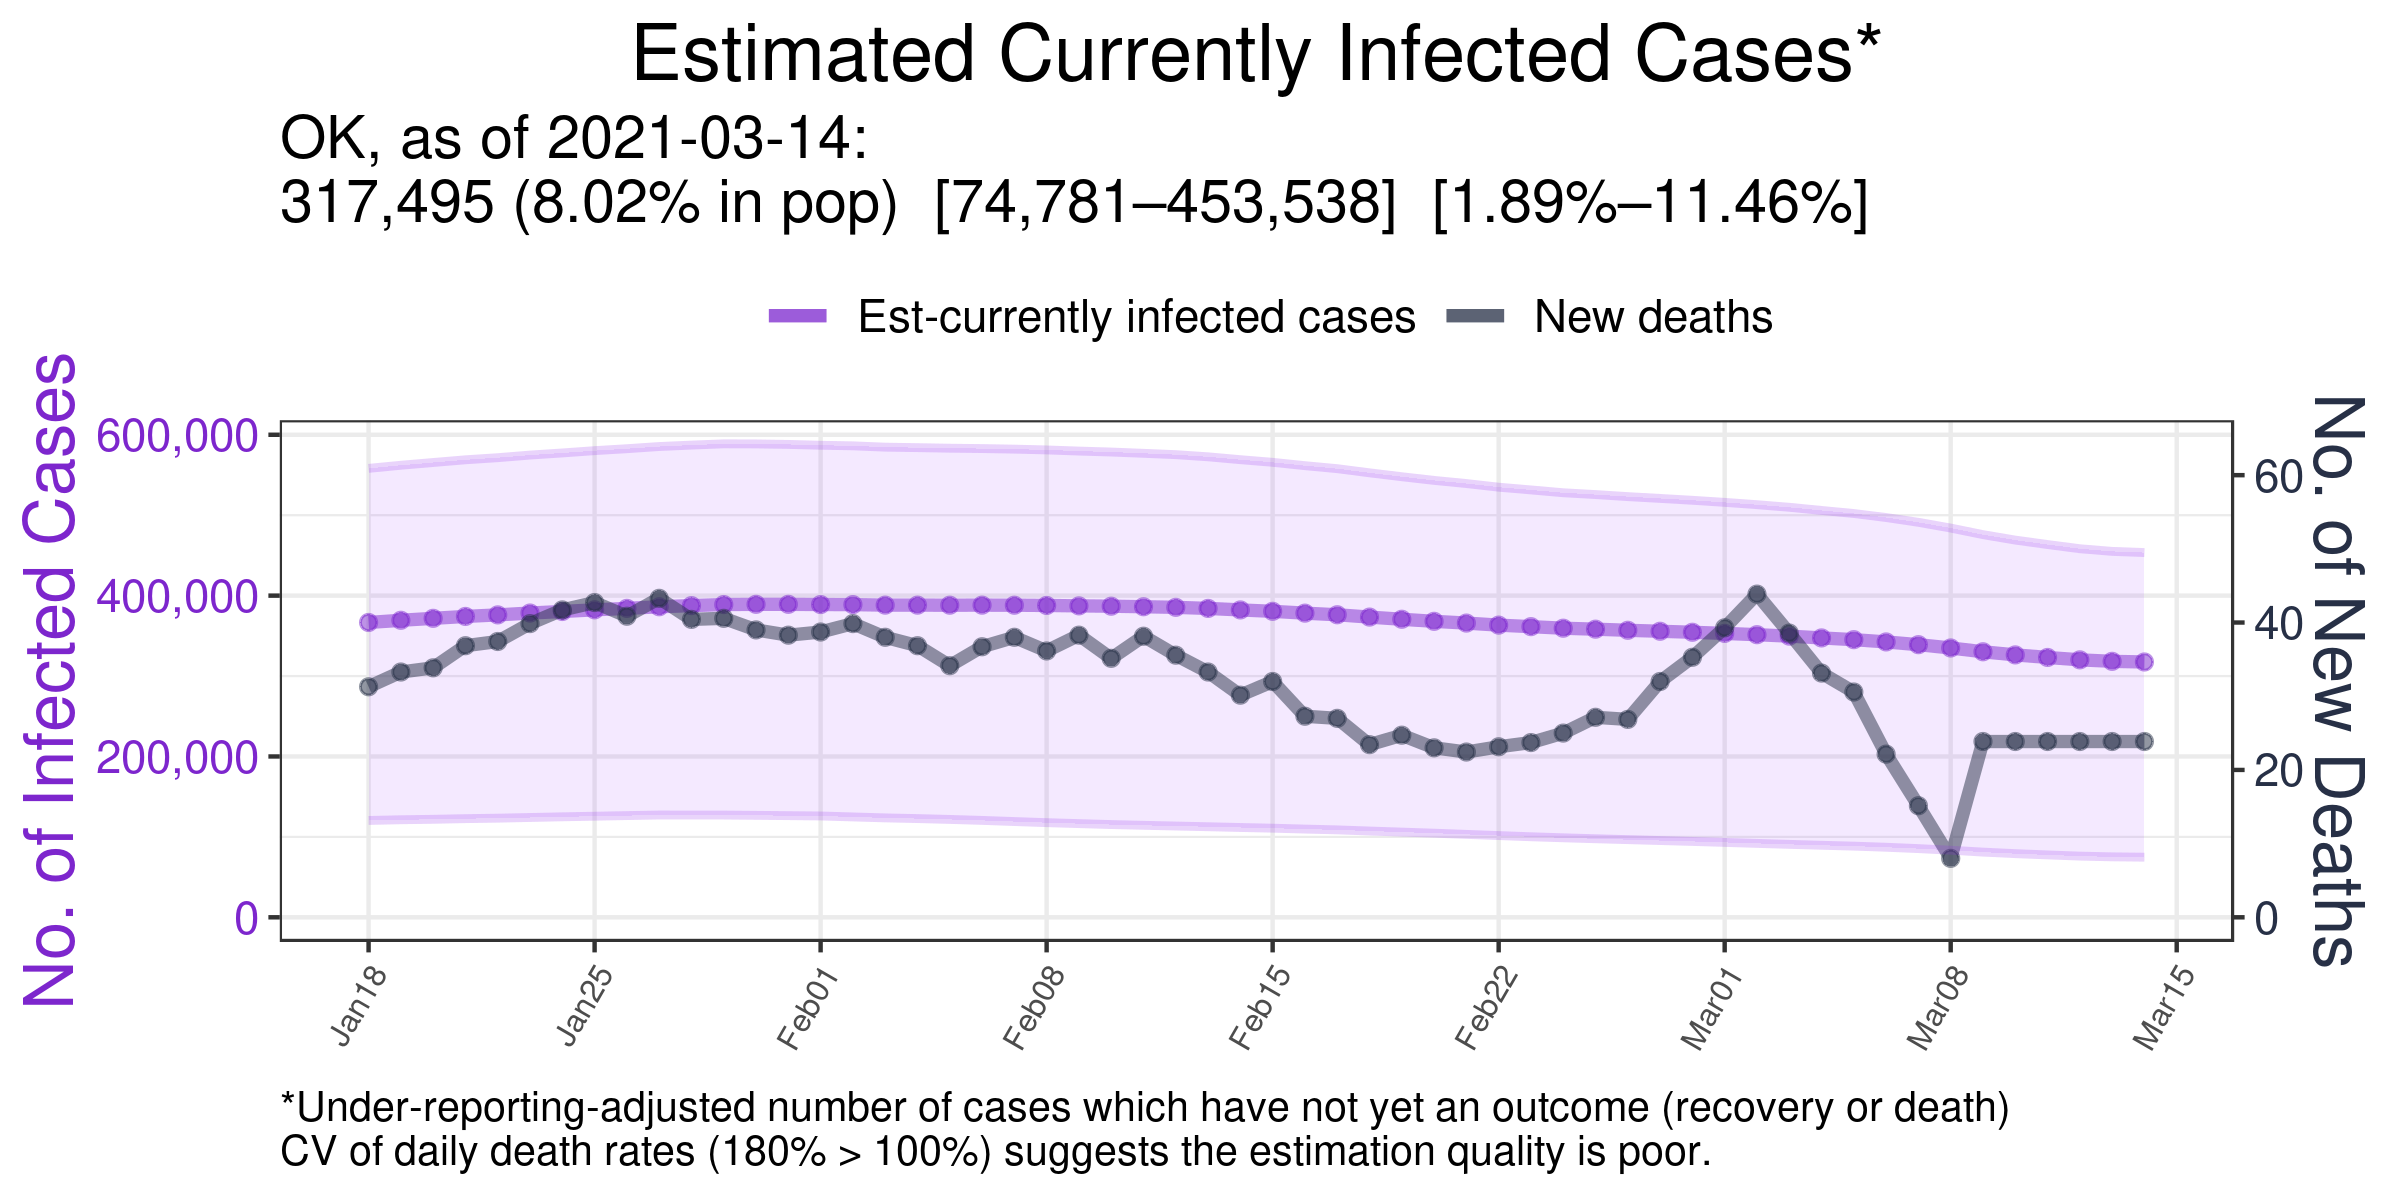 Estimated Currently Infected Cases*
OK, as of 2021-03-14:
317,495 (8.02% in pop)  [74,781–453,538]  [1.89%–11.46%]
Est-currently infected cases
New deaths
No. of Infected Cases
600,000
400,000
200,000
0
60
40
20
0
No. of New Deaths
Jan18
Jan25
Feb01
Feb08
Feb15
Feb22
Mar01
Mar08
Mar15
*Under-reporting-adjusted number of cases which have not yet an outcome (recovery or death)
CV of daily death rates (180% > 100%) suggests the estimation quality is poor.